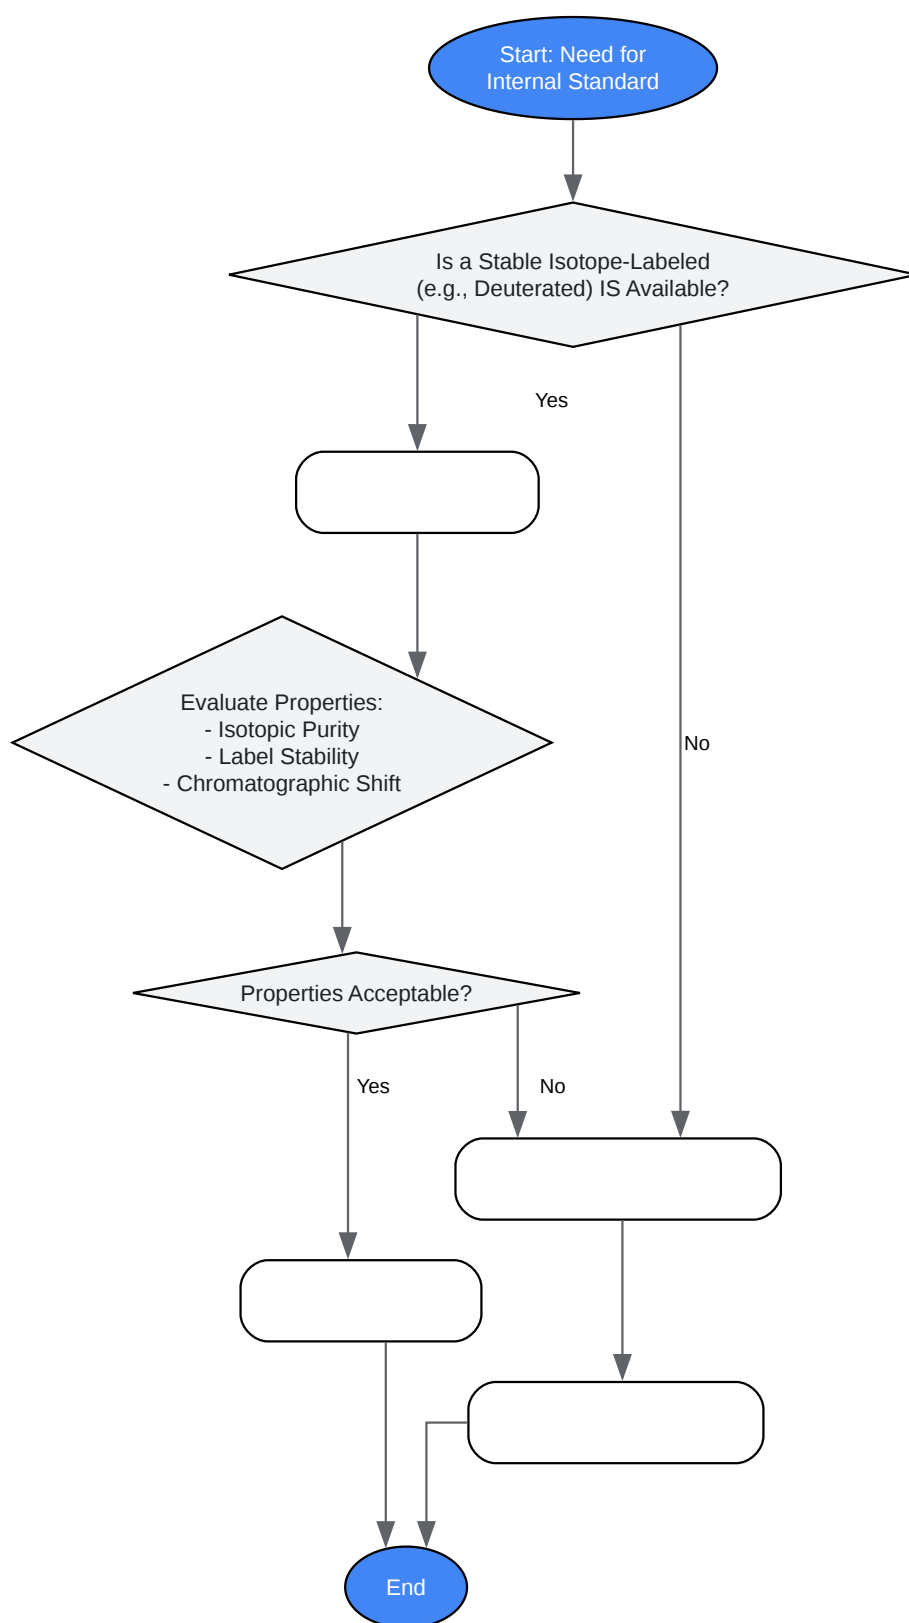 Start: Need for
Internal Standard
Is a Stable Isotope-Labeled
(e.g., Deuterated) IS Available?
Yes
Evaluate Properties:
- Isotopic Purity
- Label Stability
- Chromatographic Shift
No
Properties Acceptable?
Yes
No
End